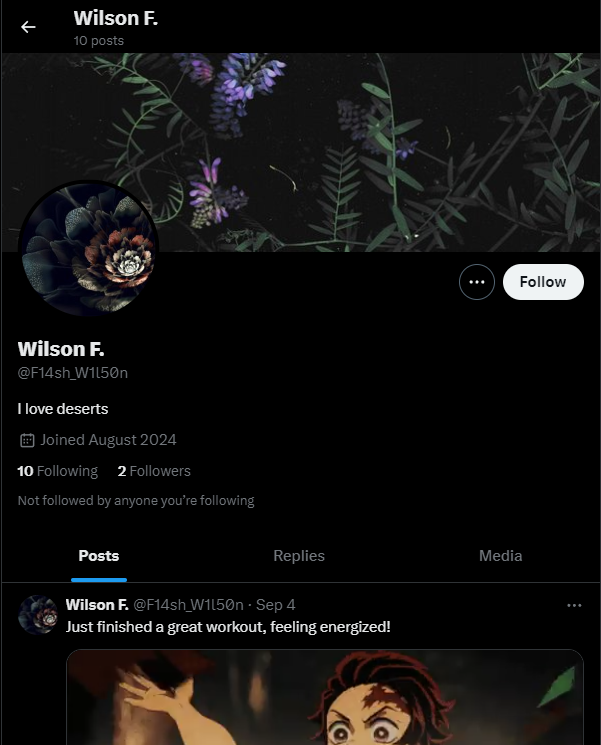 Wilson F.
10 posts
Follow
Wilson F.
@F14sh_W1l50n
I love deserts
Joined August 2024
10 Following 2 Followers
Not followed by anyone you’re following
Posts Replies Media
Wilson F. @F14sh_W1l50n · Sep 4
Just finished a great workout, feeling energized!